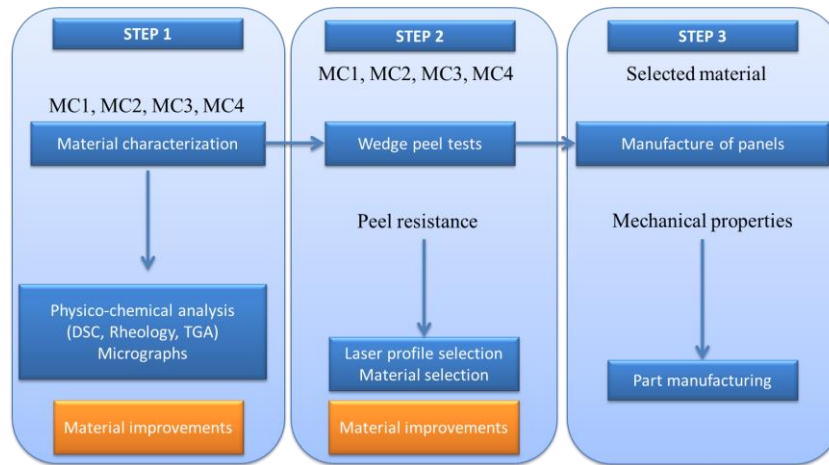 STEP 1
MC1, MC2, MC3, MC4
Material characterization
Physico-chemical analysis
(DSC, Rheology, TGA)
Micrographs
Material improvements
STEP 2
MC1, MC2, MC3, MC4
Wedge peel tests
Peel resistance
Laser profile selection
Material selection
Material improvements
STEP 3
Selected material
Manufacture of panels
Mechanical properties
Part manufacturing